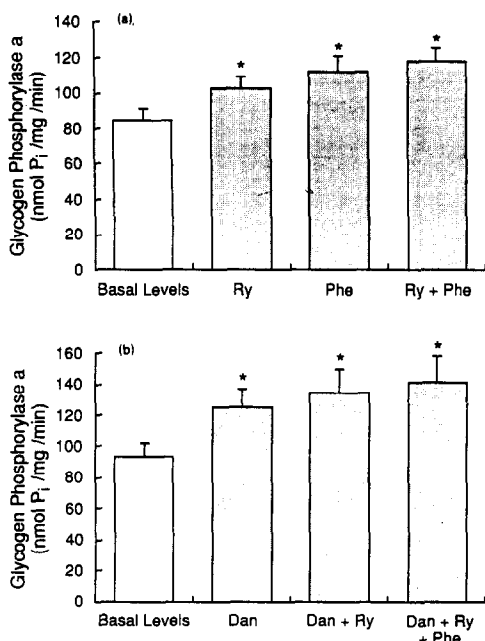 (a)
Glycogen Phosphorylase a
(nmol Pi /mg /min)
140
120
100
80
60
40
20
0
* * *
Basal Levels Ry Phe Ry + Phe
(b)
Glycogen Phosphorylase a
(nmol Pi /mg /min)
160
140
120
100
80
60
40
20
0
* * *
Basal Levels Dan Dan + Ry Dan + Ry
+ Phe